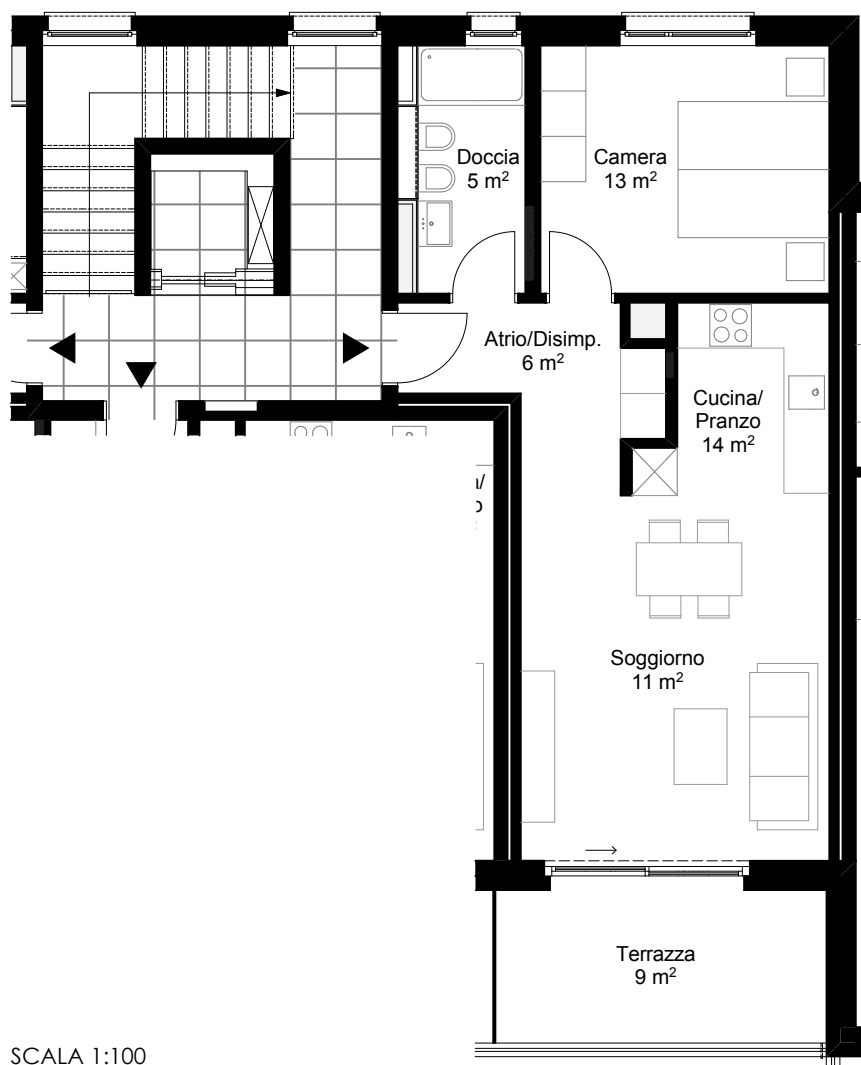 Doccia
5 m²
Camera
13 m²
Atrio/Disimp.
6 m²
Cucina/
Pranzo
14 m²
Soggiorno
11 m²
Terrazza
9 m²
SCALA 1:100